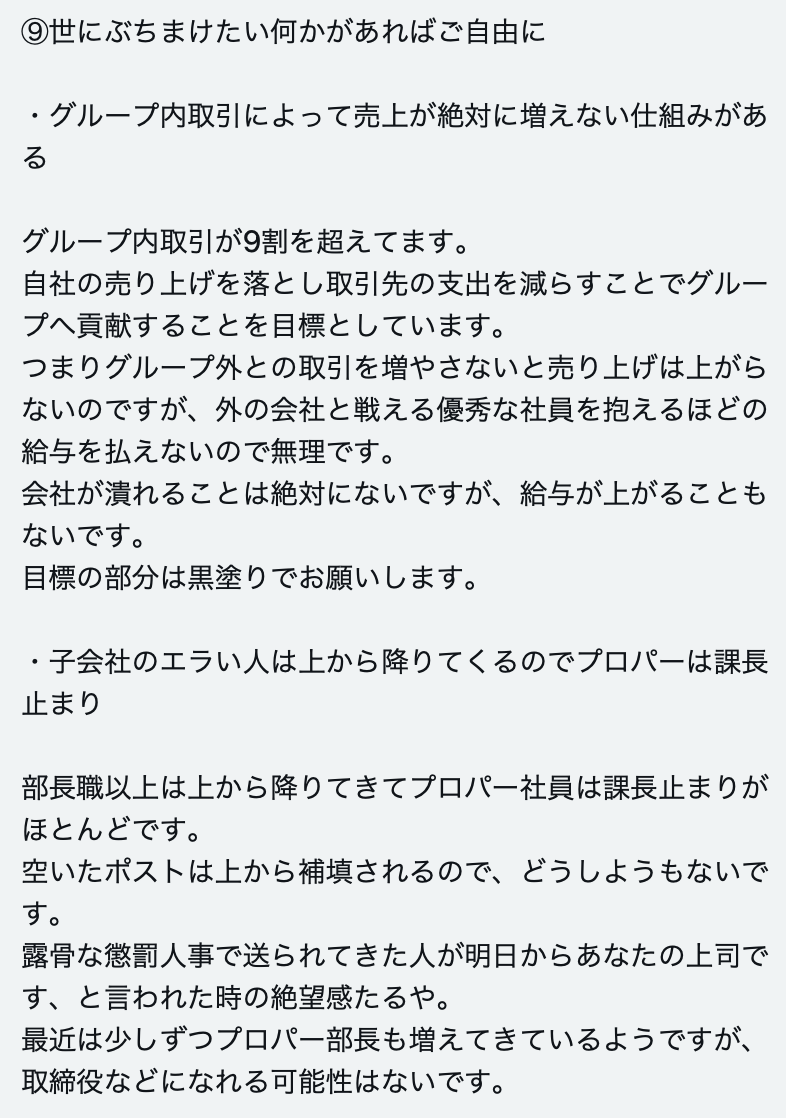 ⑨世にぶちまけたい何かがあればご自由に
・グループ内取引によって売上が絶対に増えない仕組みがあ
る
グループ内取引が9割を超えてます。
自社の売り上げを落とし取引先の支出を減らすことでグルー
プへ貢献することを目標としています。
つまりグループ外との取引を増やさないと売り上げは上がら
ないのですが、外の会社と戦える優秀な社員を抱えるほどの
給与を払えないので無理です。
会社が潰れることは絶対にないですが、給与が上がることも
ないです。
目標の部分は黒塗りでお願いします。
・子会社のエラい人は上から降りてくるのでプロパーは課長
止まり
部長職以上は上から降りてきてプロパー社員は課長止まりが
ほとんどです。
空いたポストは上から補填されるので、どうしようもないで
す。
露骨な懲罰人事で送られてきた人が明日からあなたの上司で
す、と言われた時の絶望感たるや。
最近は少しずつプロパー部長も増えてきているようですが、
取締役などになれる可能性はないです。